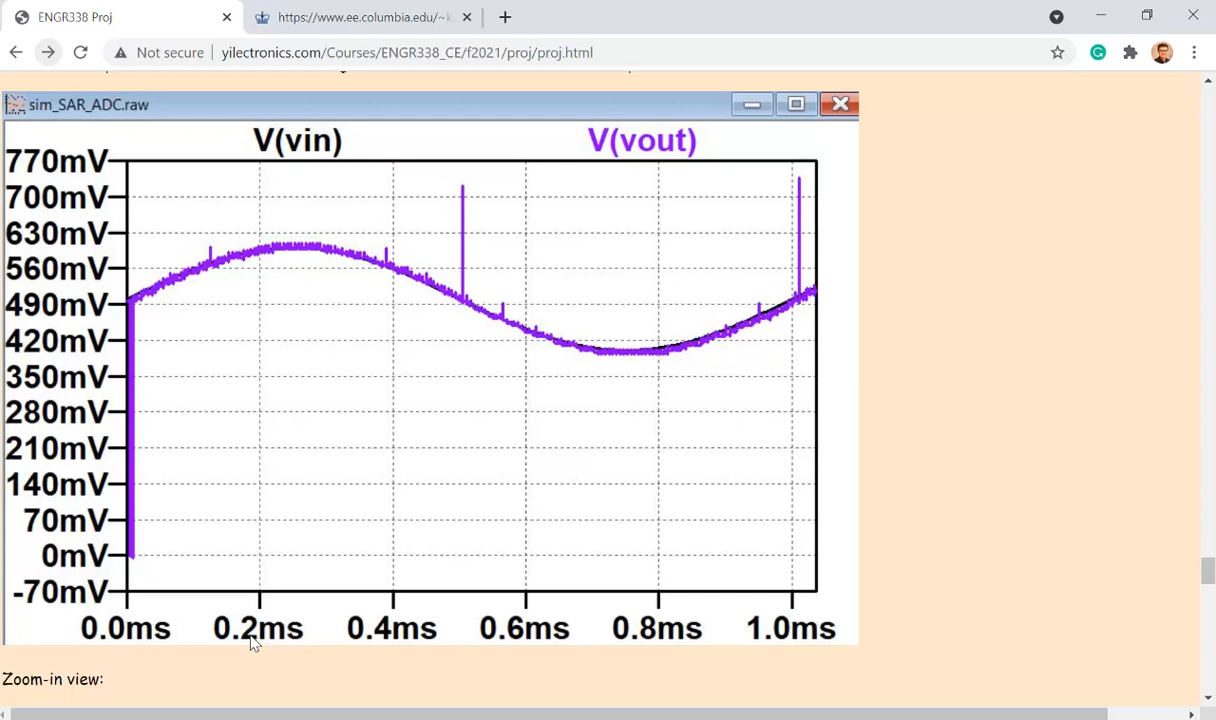 ENGR338 Proj
https://www.ee.columbia.edu/~k
Not secure
yilectronics.com/Courses/ENGR338_CE/f2021/proj/proj.html
sim_SAR_ADC.raw
V(vin)
V(vout)
770mV
700mV
630mV
560mV
490mV
420mV
350mV
280mV
210mV
140mV
70mV
0mV
-70mV
0.0ms 0.2ms 0.4ms 0.6ms 0.8ms 1.0ms
Zoom-in view: